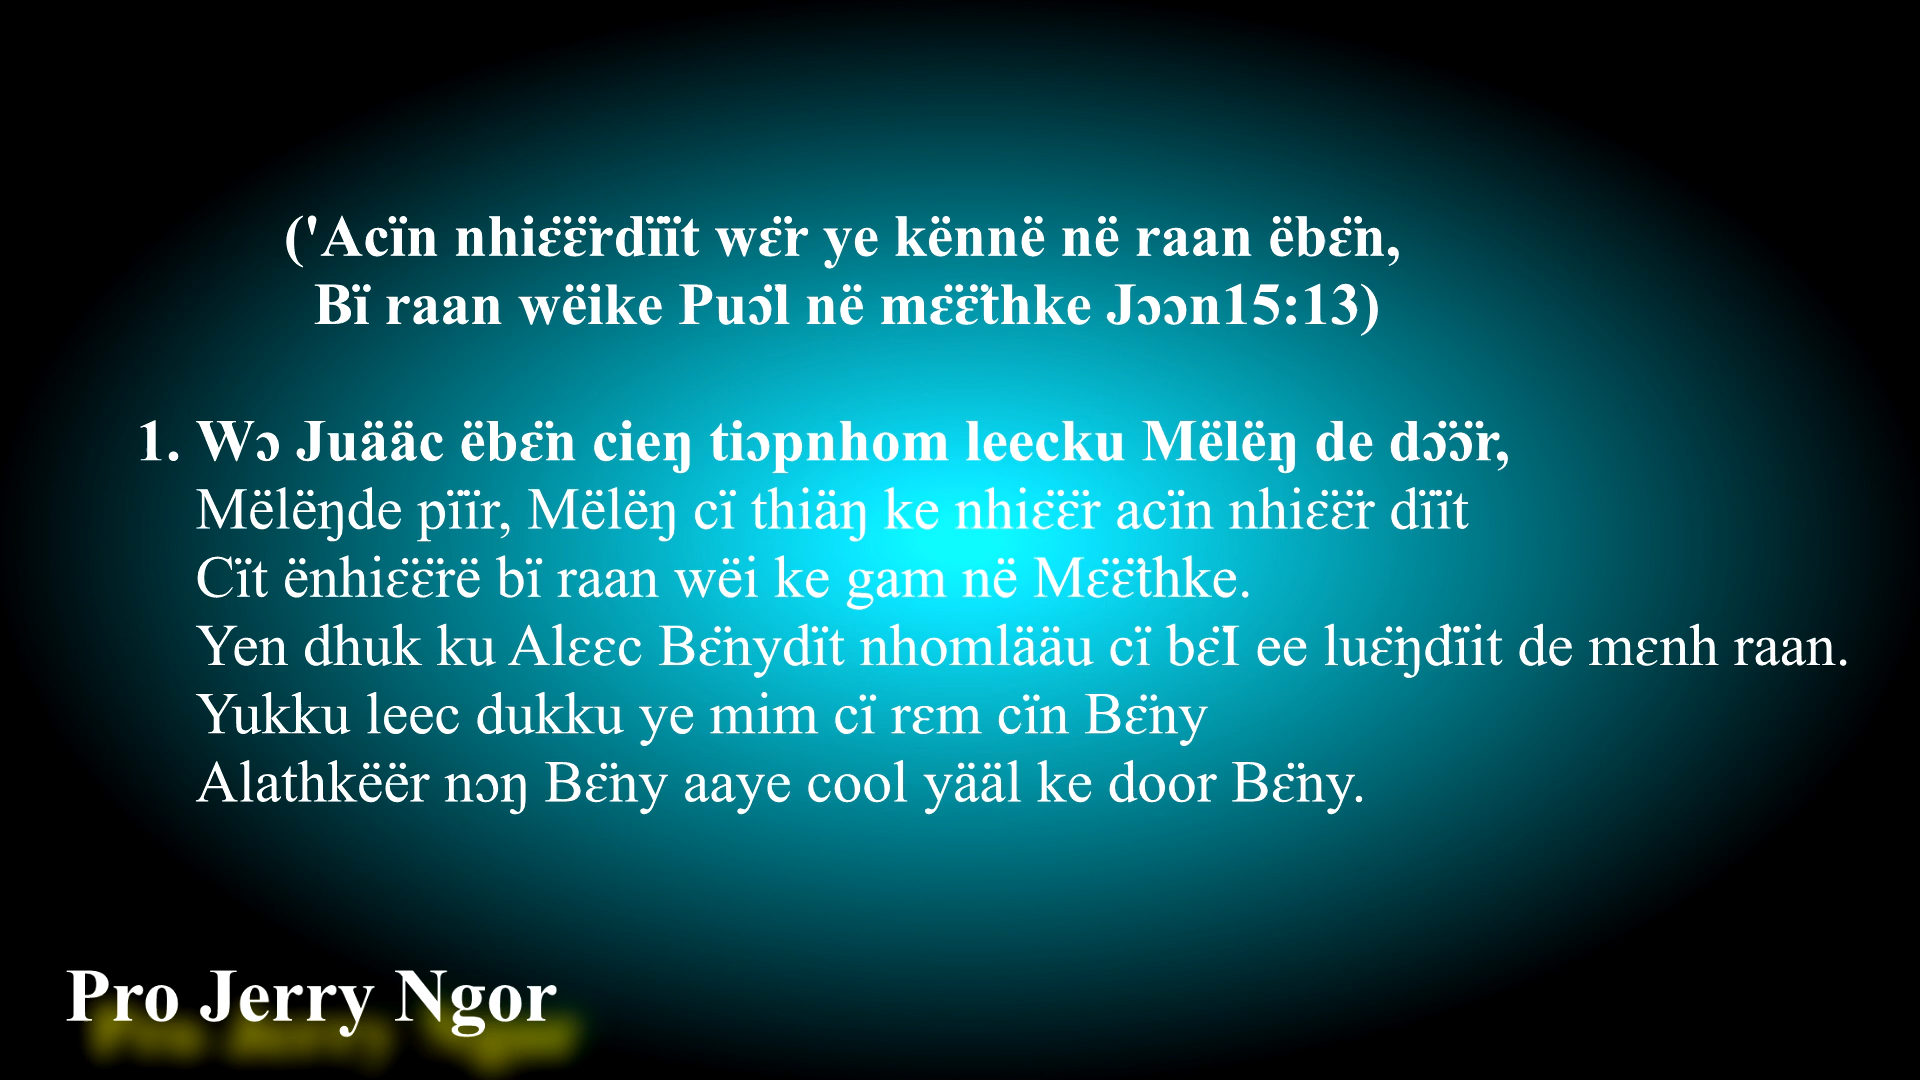 ('Acïn nhiɛ̈ɛ̈rdïït wɛ̈r ye kënnë në raan ëbɛ̈n,
Bï raan wëike Puɔ̈l në mɛ̈ɛ̈thke Jɔɔn15:13)
1. Wɔ Juääc ëbɛ̈n cieŋ tiɔpnhom leecku Mëlëŋ de dɔ̈ɔ̈r,
Mëlëŋde pïïr, Mëlëŋ cï thiäŋ ke nhiɛ̈ɛ̈r acïn nhiɛ̈ɛ̈r dïït
Cït ënhiɛ̈ɛ̈rë bï raan wëi ke gam në Mɛ̈ɛ̈thke.
Yen dhuk ku Alɛɛc Bɛ̈nydït nhomlääu cï bɛ̈I ee luɛ̈ŋdïit de mɛnh raan.
Yukku leec dukku ye mim cï rɛm cïn Bɛ̈ny
Alathkëër nɔŋ Bɛ̈ny aaye cool yääl ke door Bɛ̈ny.
Pro Jerry Ngor